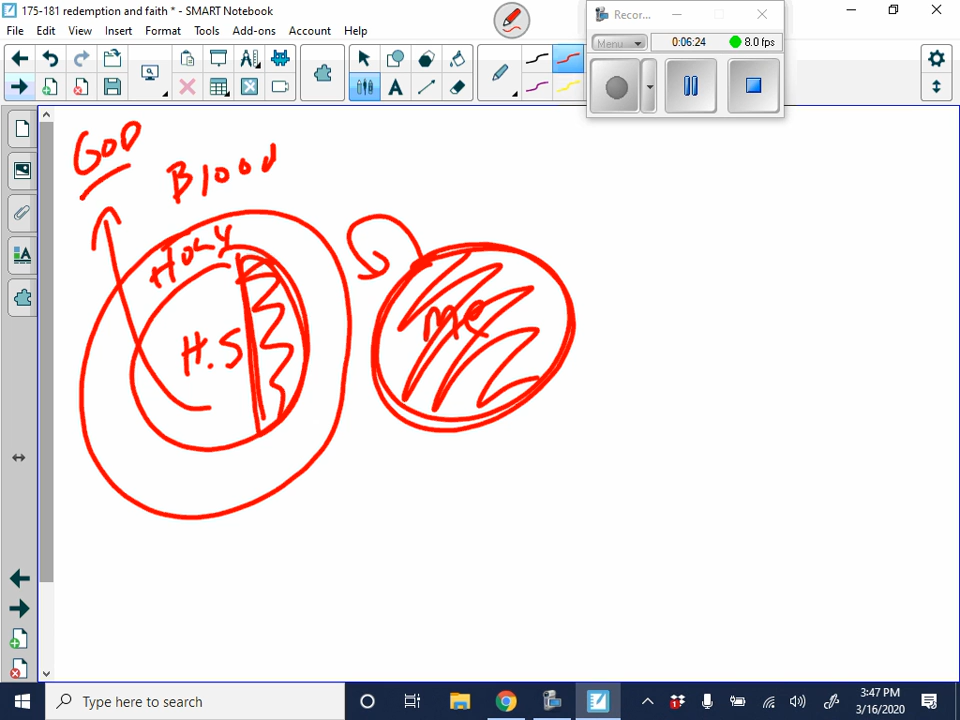 175-181 redemption and faith * - SMART Notebook
Recor...
File Edit View Insert Format Tools Add-ons Account Help
Menu 0:06:24 8.0 fps
A
A
GOD
Blood
HOLY
H.S
me
Type here to search
3:47 PM
3/16/2020